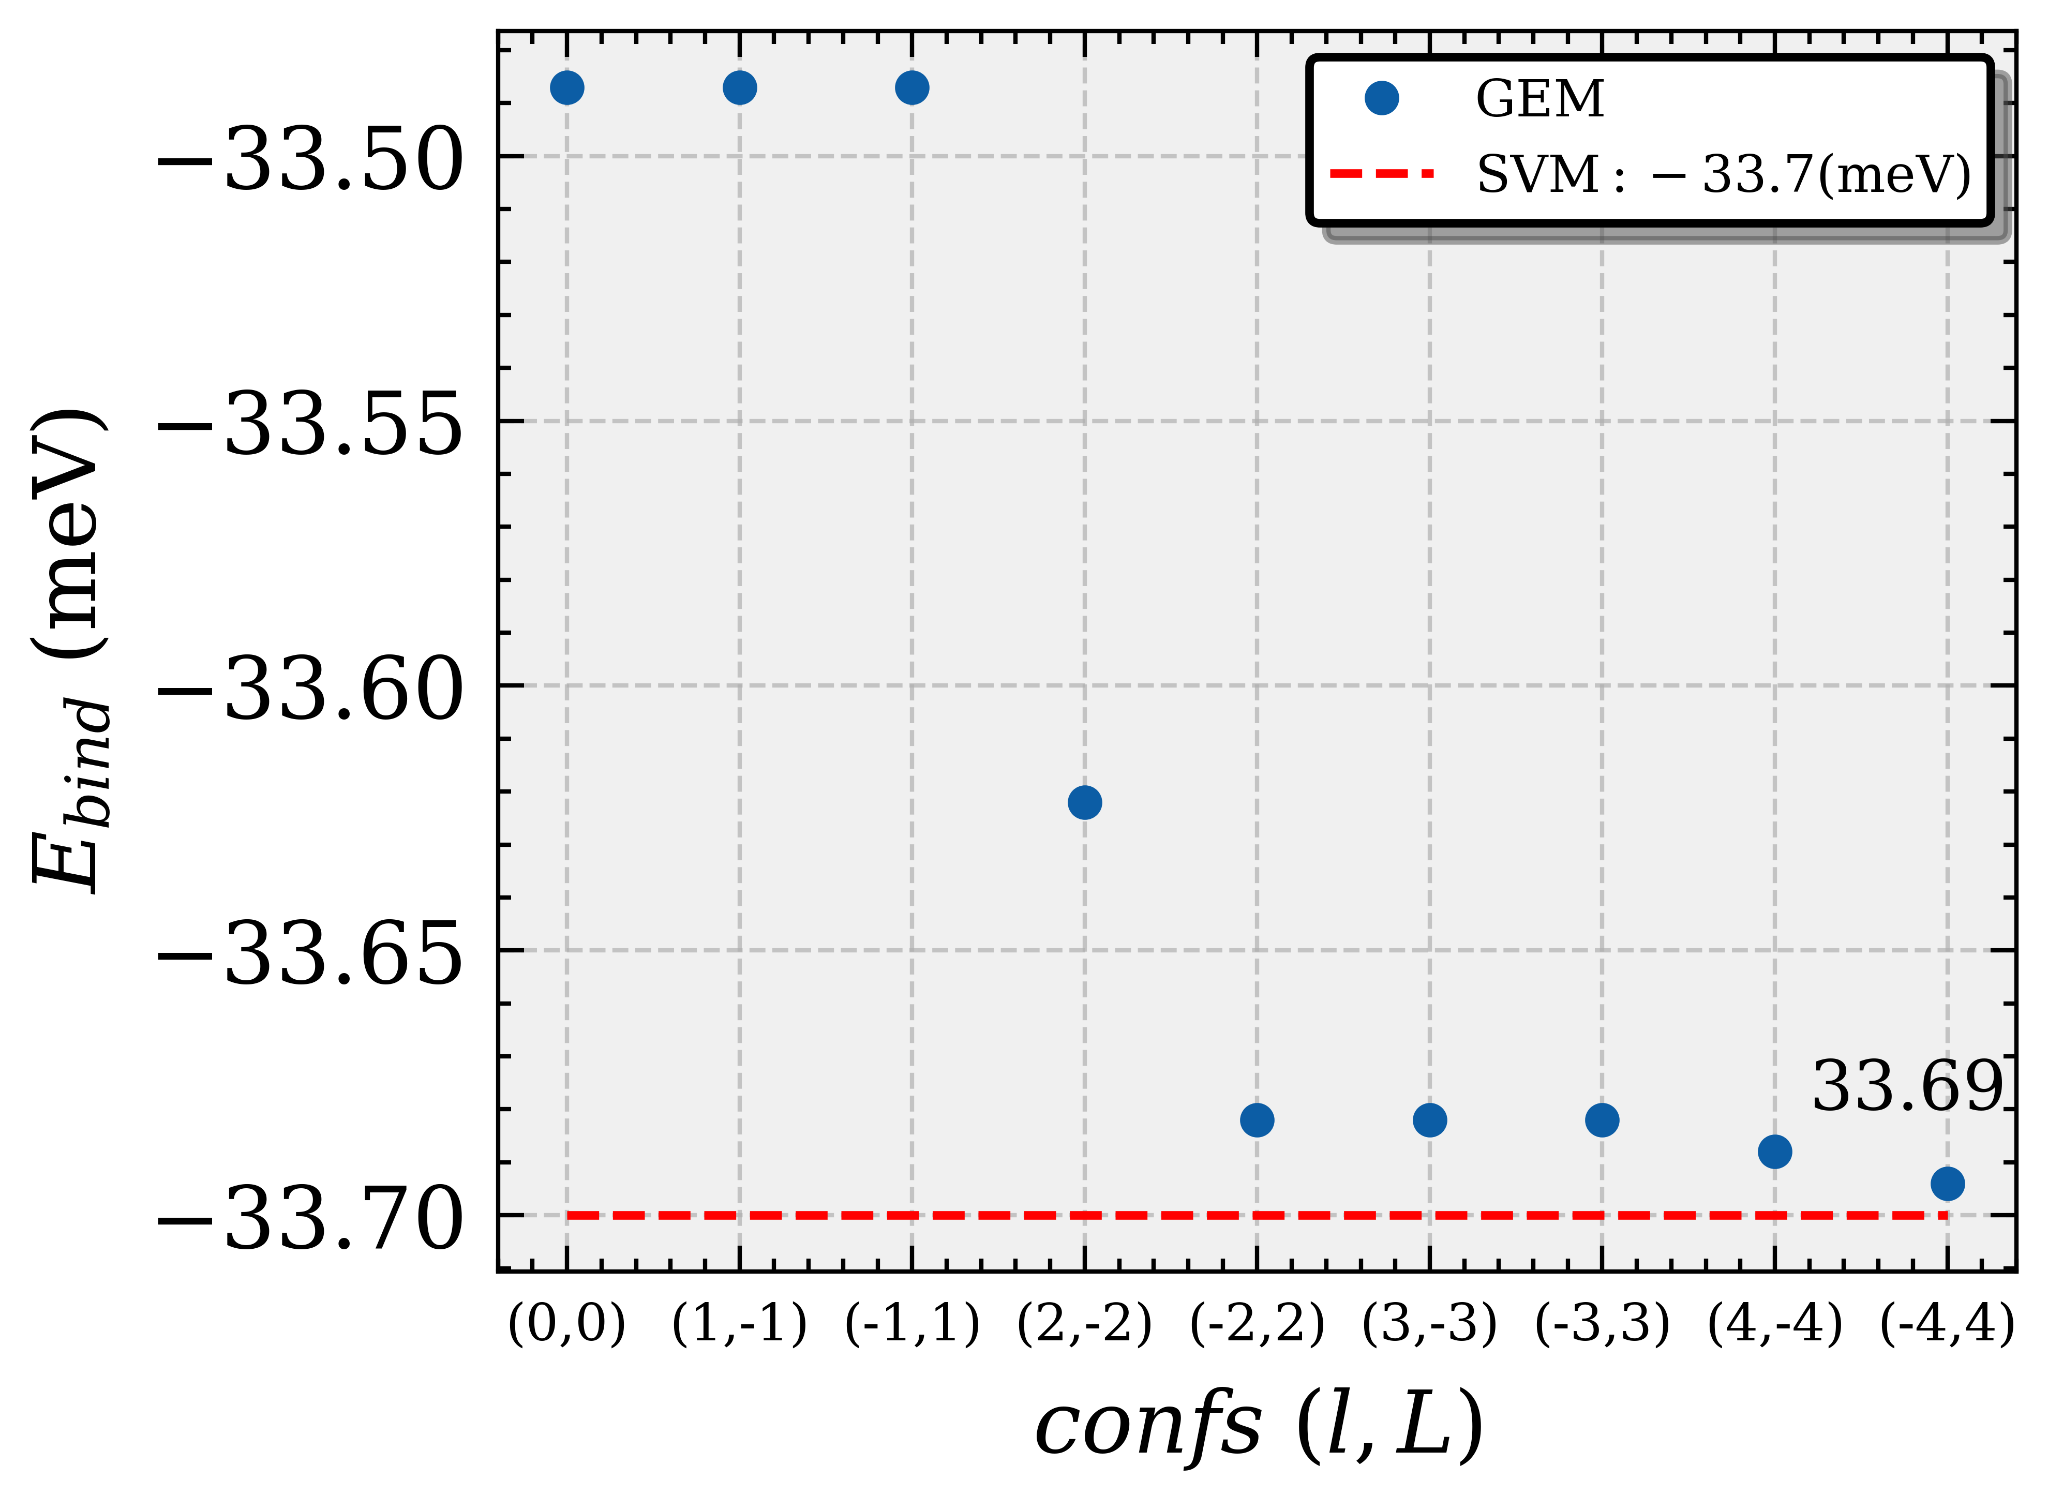 GEM
SVM : − 33.7(meV)
−33.50
−33.55
−33.60
−33.65
−33.70
E_bind (meV)
33.69
(0,0) (1,-1) (-1,1) (2,-2) (-2,2) (3,-3) (-3,3) (4,-4) (-4,4)
confs (l, L)